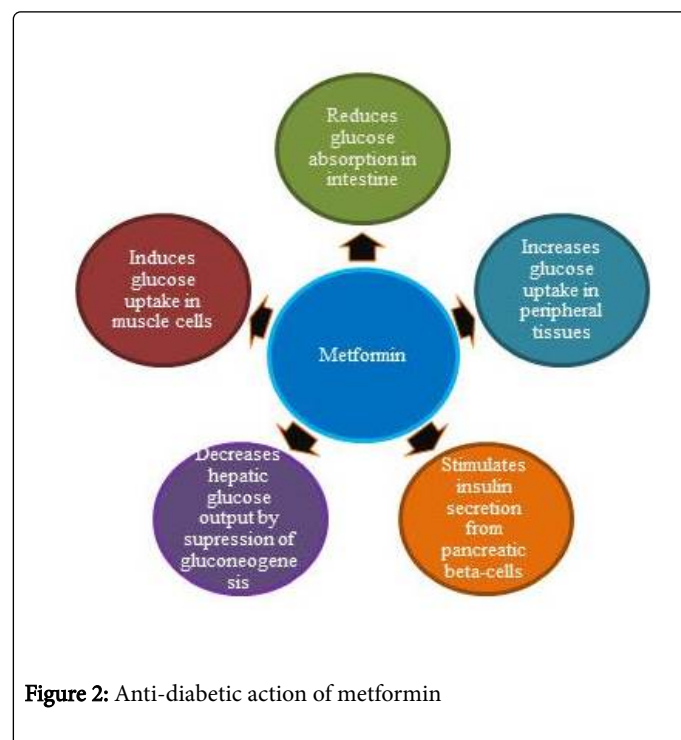 Reduces
glucose
absorption in
intestine
Induces
glucose
uptake in
muscle cells
Increases
glucose
uptake in
peripheral
tissues
Metformin
Decreases
hepatic
glucose
output by
supression of
gluconeogene
sis
Stimulates
insulin
secretion
from
pancreatic
beta-cells
Figure 2: Anti-diabetic action of metformin